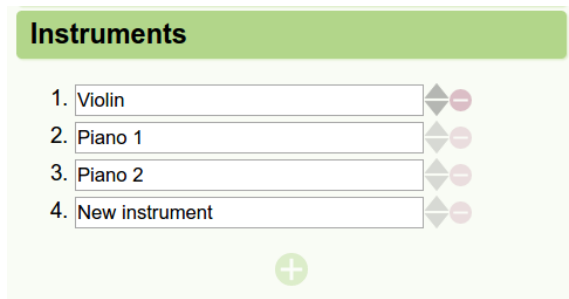 Instruments
1. Violin
2. Piano 1
3. Piano 2
4. New instrument